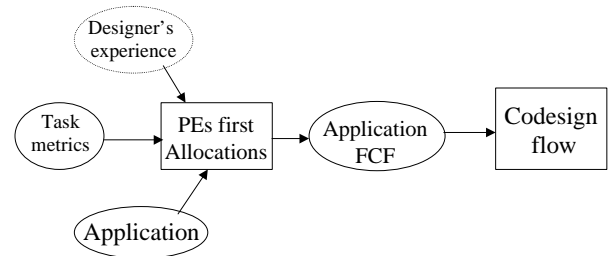 Designer's
experience
Task
metrics
PEs first
Allocations
Application
FCF
Codesign
flow
Application